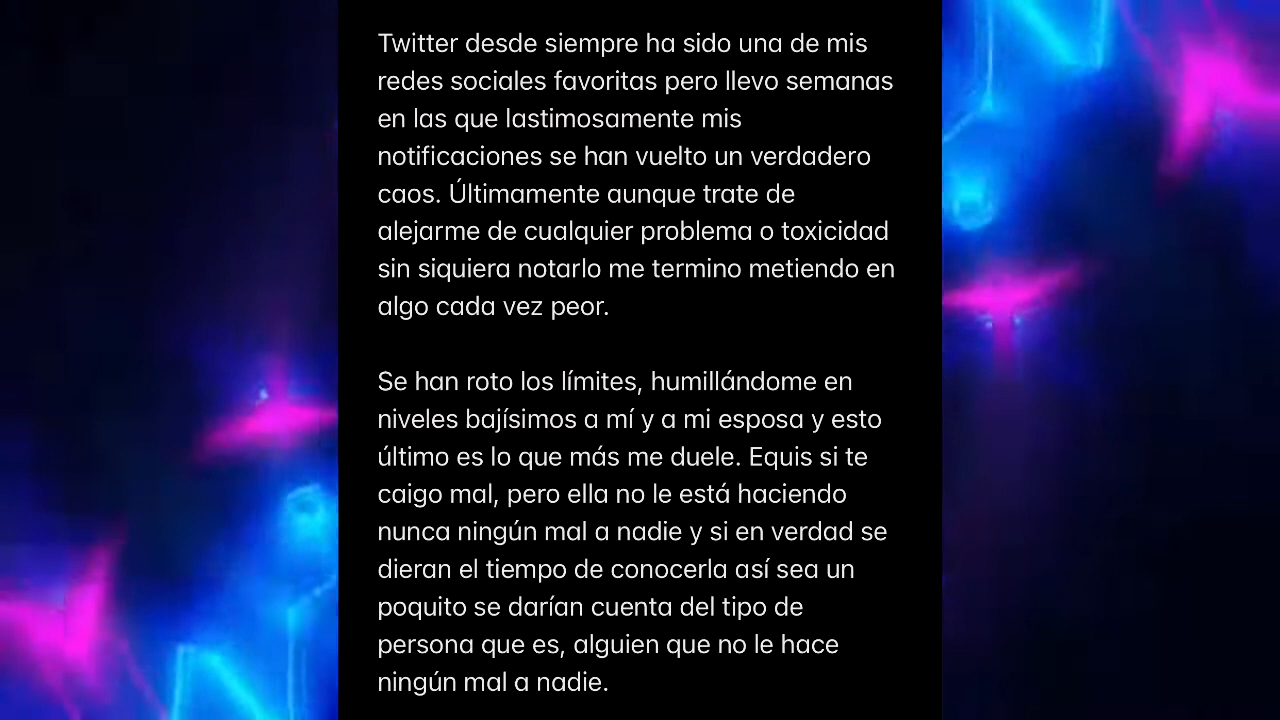 Twitter desde siempre ha sido una de mis
redes sociales favoritas pero llevo semanas
en las que lastimosamente mis
notificaciones se han vuelto un verdadero
caos. Últimamente aunque trate de
alejarme de cualquier problema o toxicidad
sin siquiera notarlo me termino metiendo en
algo cada vez peor.
Se han roto los límites, humillándome en
niveles bajísimos a mí y a mi esposa y esto
último es lo que más me duele. Equis si te
caigo mal, pero ella no le está haciendo
nunca ningún mal a nadie y si en verdad se
dieran el tiempo de conocerla así sea un
poquito se darían cuenta del tipo de
persona que es, alguien que no le hace
ningún mal a nadie.